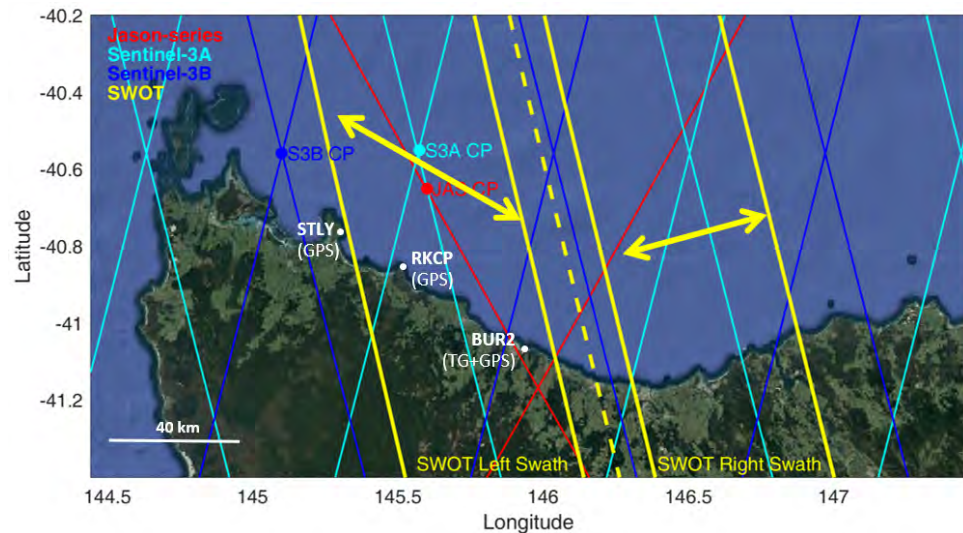 -40.2
-40.4
-40.6
-40.8
-41
-41.2
Latitude
Jason-series
Sentinel-3A
Sentinel-3B
SWOT
S3B CP
S3A CP
JAS CP
STLY
(GPS)
RKCP
(GPS)
BUR2
(TG+GPS)
40 km
SWOT Left Swath
SWOT Right Swath
144.5
145
145.5
146
146.5
147
Longitude